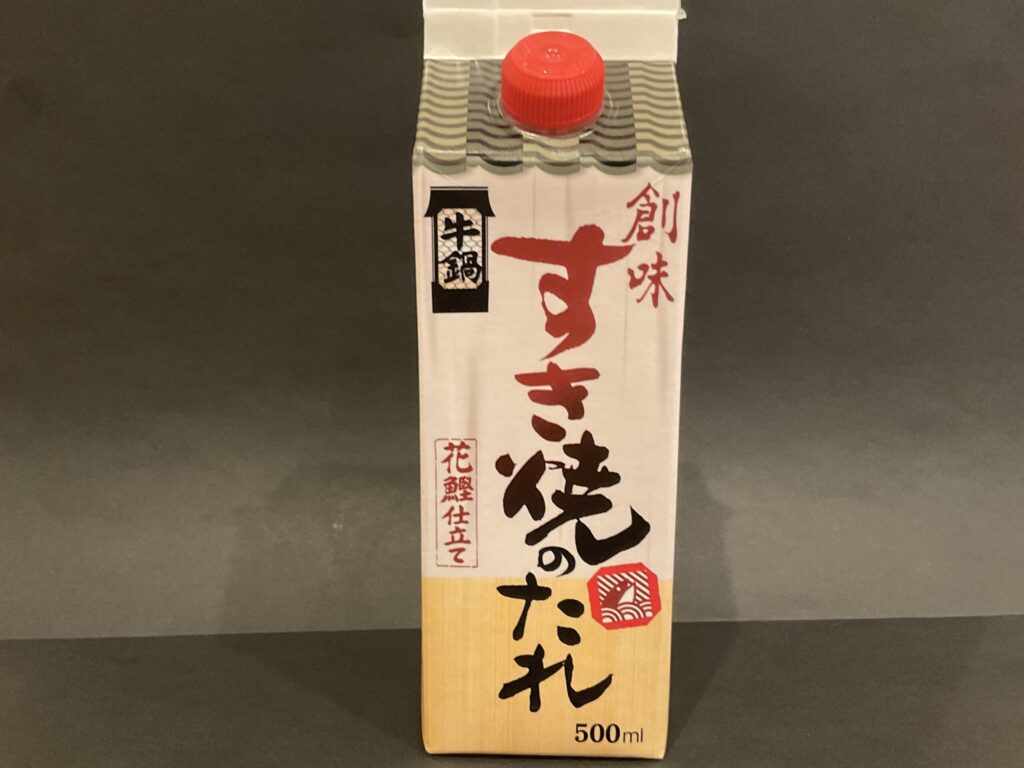 創味
すき焼のたれ
牛鍋
花鰹仕立て
500ml